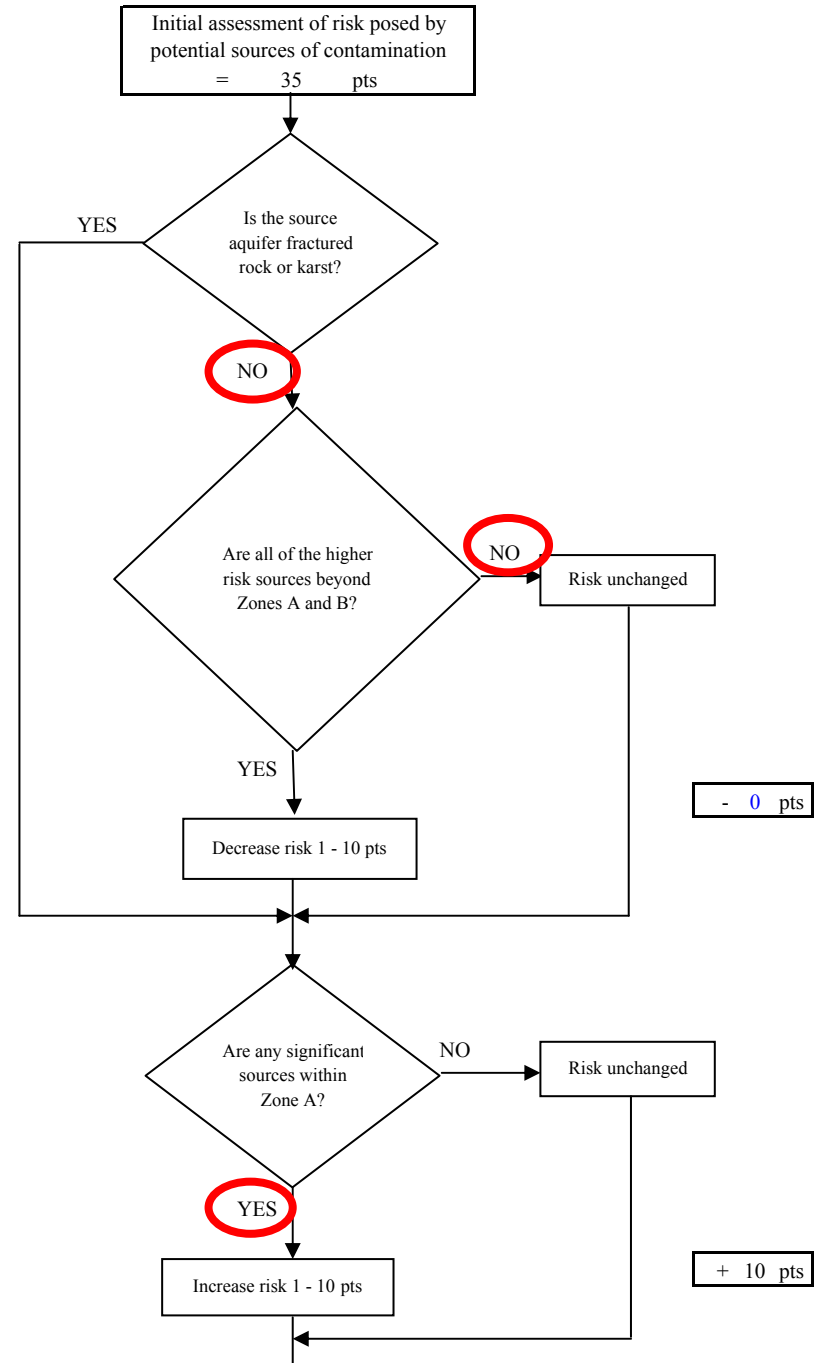 Initial assessment of risk posed by
potential sources of contamination
= 35 pts
YES
Is the source
aquifer fractured
rock or karst?
NO
Are all of the higher
risk sources beyond
Zones A and B?
NO
Risk unchanged
YES
- 0 pts
Decrease risk 1 - 10 pts
Are any significant
sources within
Zone A?
NO
Risk unchanged
YES
+ 10 pts
Increase risk 1 - 10 pts